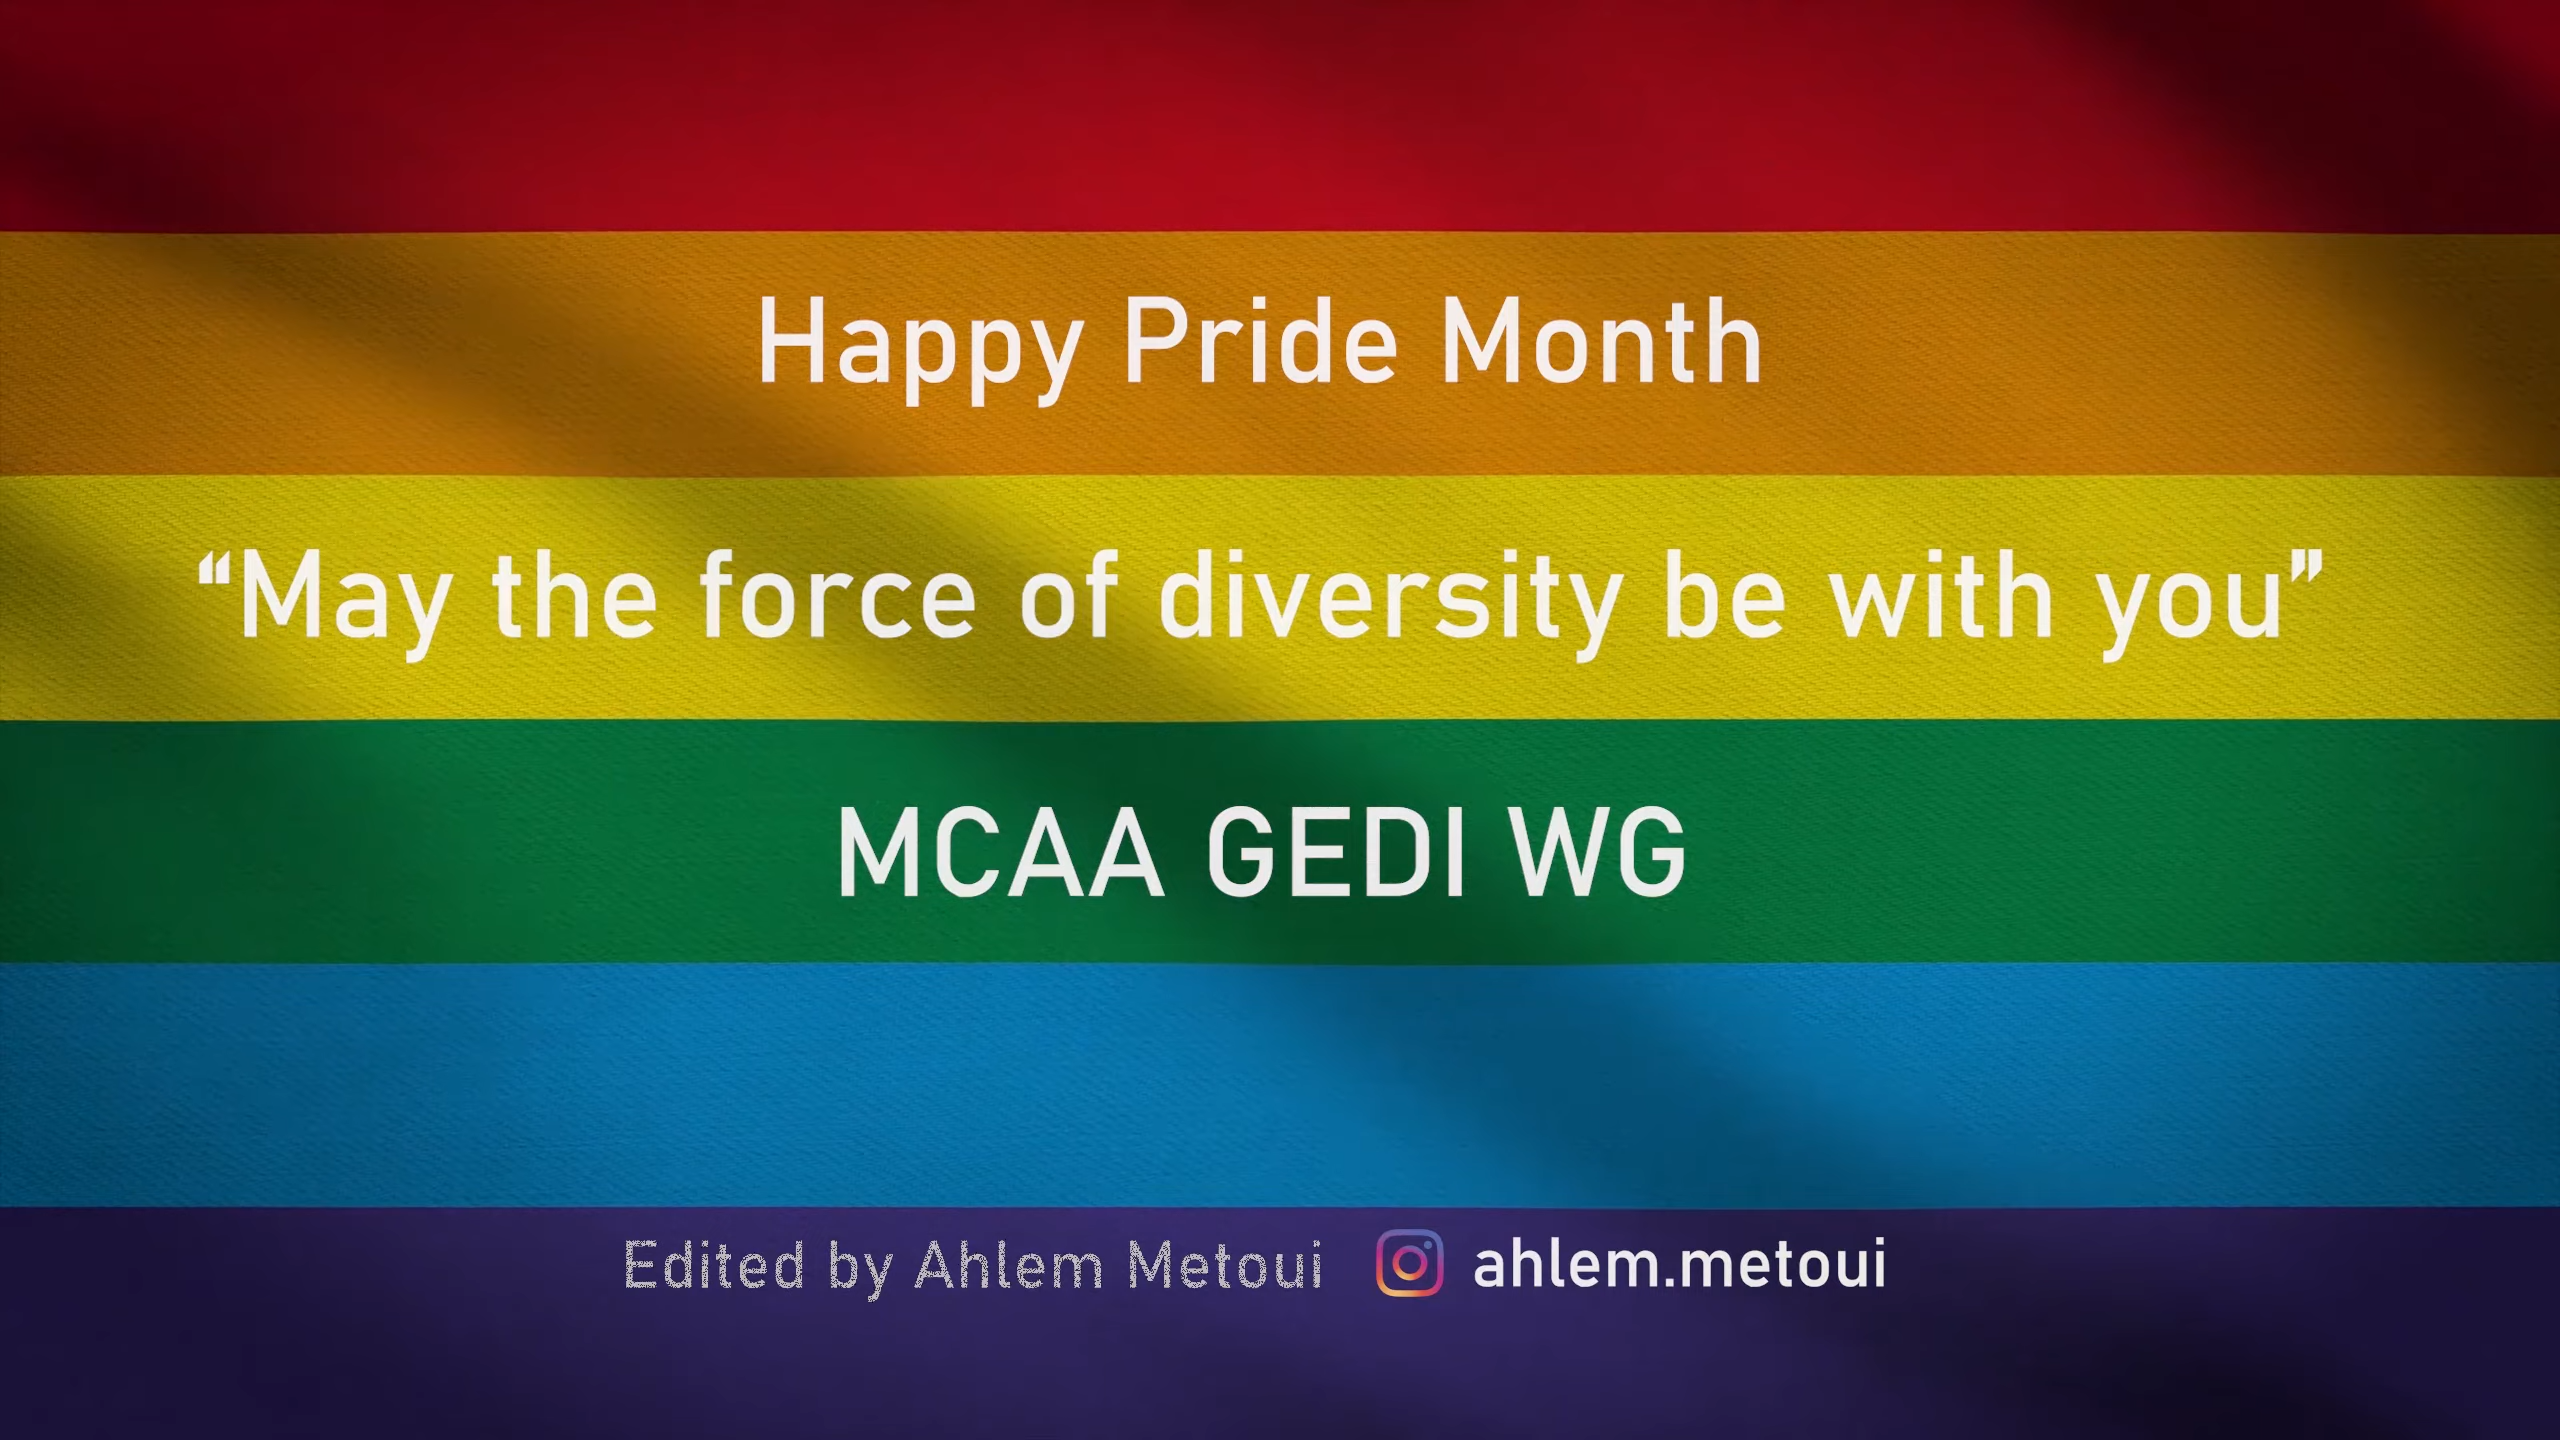 Happy Pride Month
“May the force of diversity be with you”
MCAA GEDI WG
Edited by Ahlem Metoui ahlem.metoui